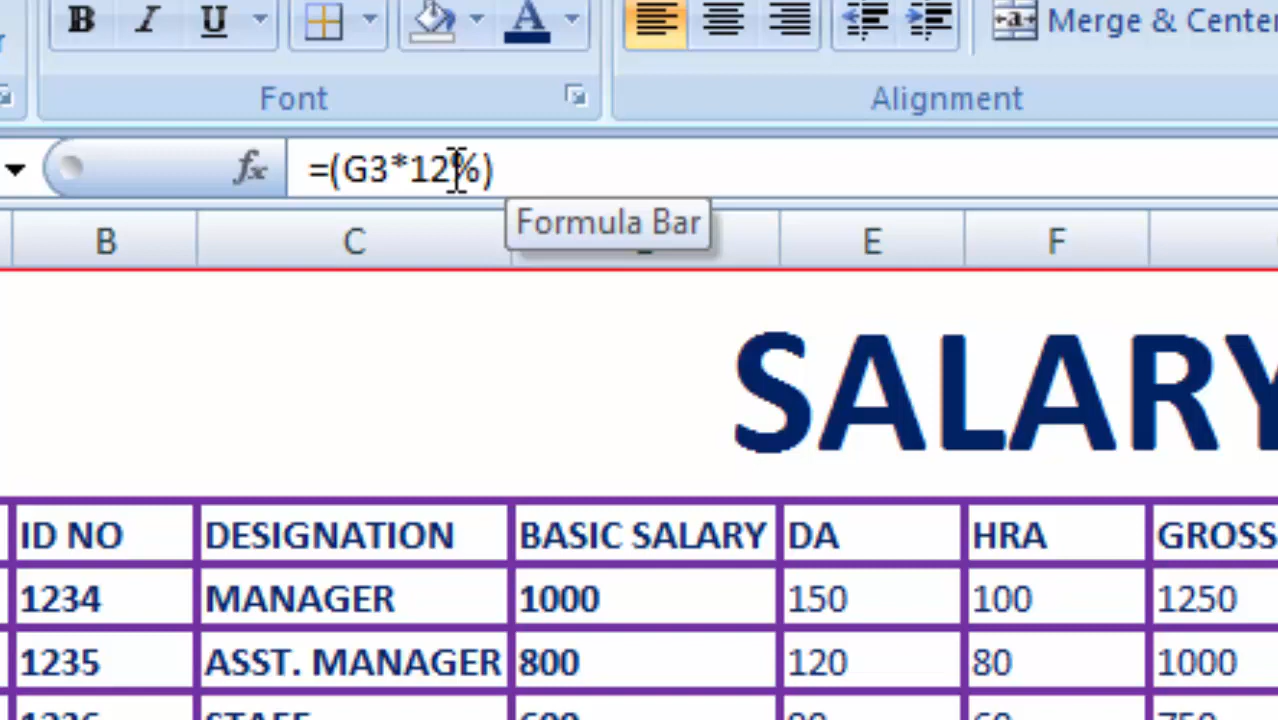 B I U A Merge & Center
Font Alignment
fx =(G3*12%)
Formula Bar
B C E F
SALARY
ID NO DESIGNATION BASIC SALARY DA HRA GROSS
1234 MANAGER 1000 150 100 1250
1235 ASST. MANAGER 800 120 80 1000